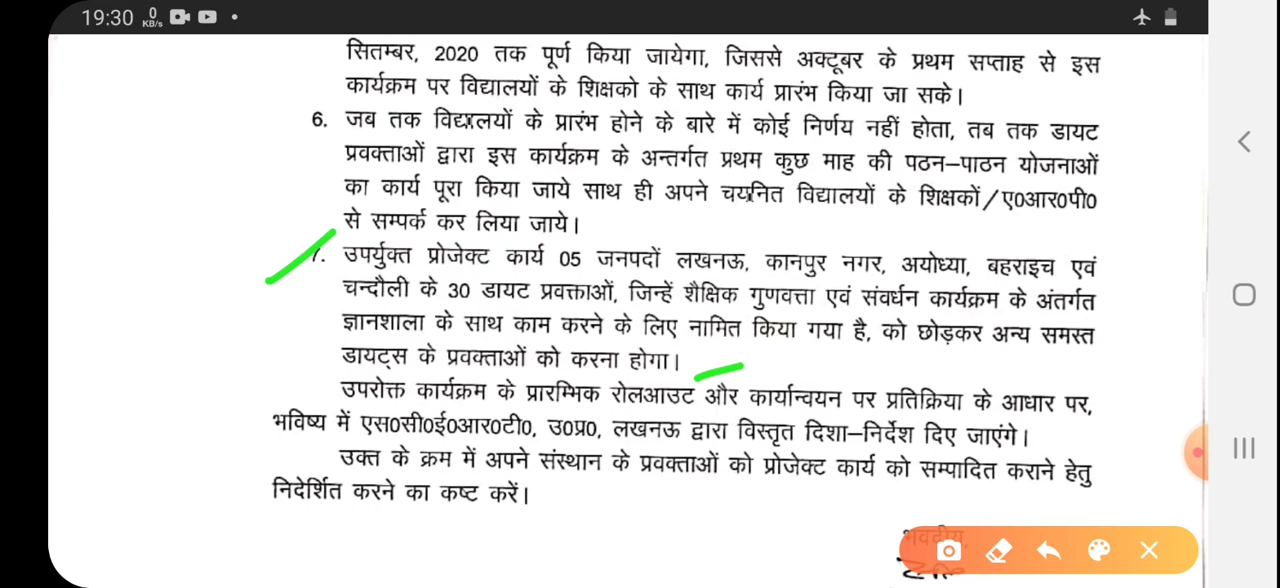 19:30 0 KB/s
सितम्बर, 2020 तक पूर्ण किया जायेगा, जिससे अक्टूबर के प्रथम सप्ताह से इस
कार्यक्रम पर विद्यालयों के शिक्षको के साथ कार्य प्रारंभ किया जा सके।
6. जब तक विद्यालयों के प्रारंभ होने के बारे में कोई निर्णय नहीं होता, तब तक डायट
प्रवक्ताओं द्वारा इस कार्यक्रम के अन्तर्गत प्रथम कुछ माह की पठन–पाठन योजनाओं
का कार्य पूरा किया जाये साथ ही अपने चयनित विद्यालयों के शिक्षकों/ए0आर0पी0
से सम्पर्क कर लिया जाये।
7. उपर्युक्त प्रोजेक्ट कार्य 05 जनपदों लखनऊ, कानपुर नगर, अयोध्या, बहराइच एवं
चन्दौली के 30 डायट प्रवक्ताओं, जिन्हें शैक्षिक गुणवत्ता एवं संवर्धन कार्यक्रम के अंतर्गत
ज्ञानशाला के साथ काम करने के लिए नामित किया गया है, को छोड़कर अन्य समस्त
डायट्स के प्रवक्ताओं को करना होगा।
उपरोक्त कार्यक्रम के प्रारम्भिक रोलआउट और कार्यान्वयन पर प्रतिक्रिया के आधार पर,
भविष्य में एस0सी0ई0आर0टी0, उ0प्र0, लखनऊ द्वारा विस्तृत दिशा–निर्देश दिए जाएंगे।
उक्त के क्रम में अपने संस्थान के प्रवक्ताओं को प्रोजेक्ट कार्य को सम्पादित कराने हेतु
निदेर्शित करने का कष्ट करें।
भवदीय,